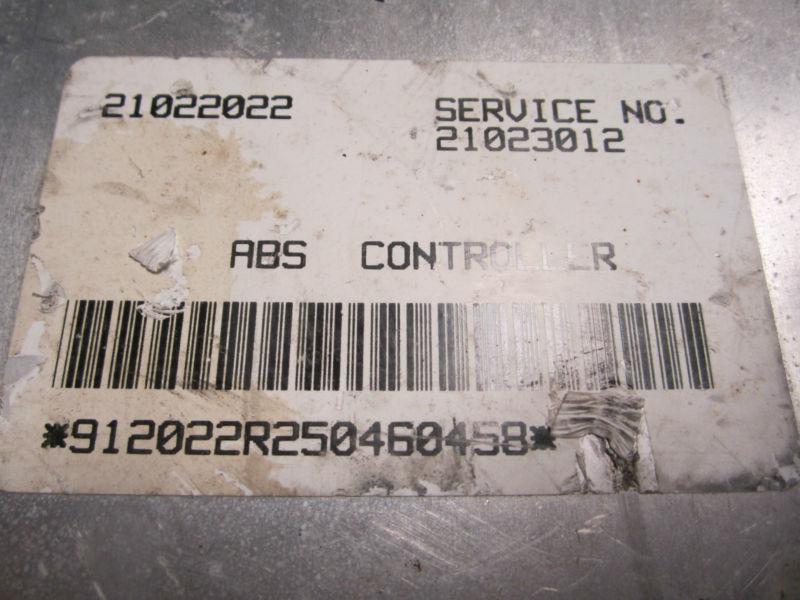 21022022
SERVICE NO.
21023012
ABS CONTROLLER
*912022R250460458*